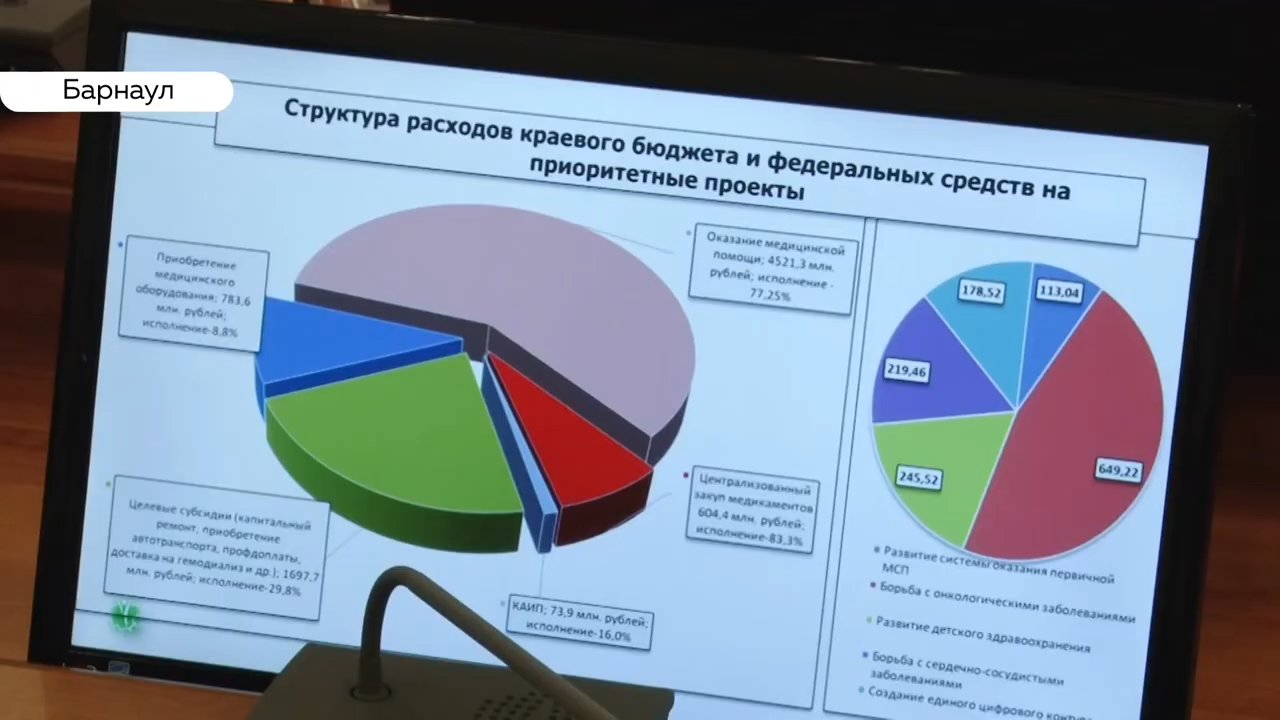 Барнаул
Структура расходов краевого бюджета и федеральных средств на
приоритетные проекты
Приобретение
медицинского
оборудования; 783,6
млн. рублей;
исполнение-8,8%
Оказание медицинской
помощи; 4521,3 млн.
рублей; исполнение -
77,25%
Целевые субсидии (капитальный
ремонт, приобретение
автотранспорта, профдоплаты,
доставка на гемодиализ и др.); 1697,7
млн. рублей; исполнение-29,8%
КАИП; 73,9 млн. рублей;
исполнение-16,0%
Централизованный
закуп медикаментов
604,4 млн. рублей;
исполнение-83,3%
178,52
113,04
219,46
245,52
649,22
Развитие системы оказания первичной
МСП
Борьба с онкологическими заболеваниями
Развитие детского здравоохранения
Борьба с сердечно-сосудистыми
заболеваниями
Создание единого цифрового